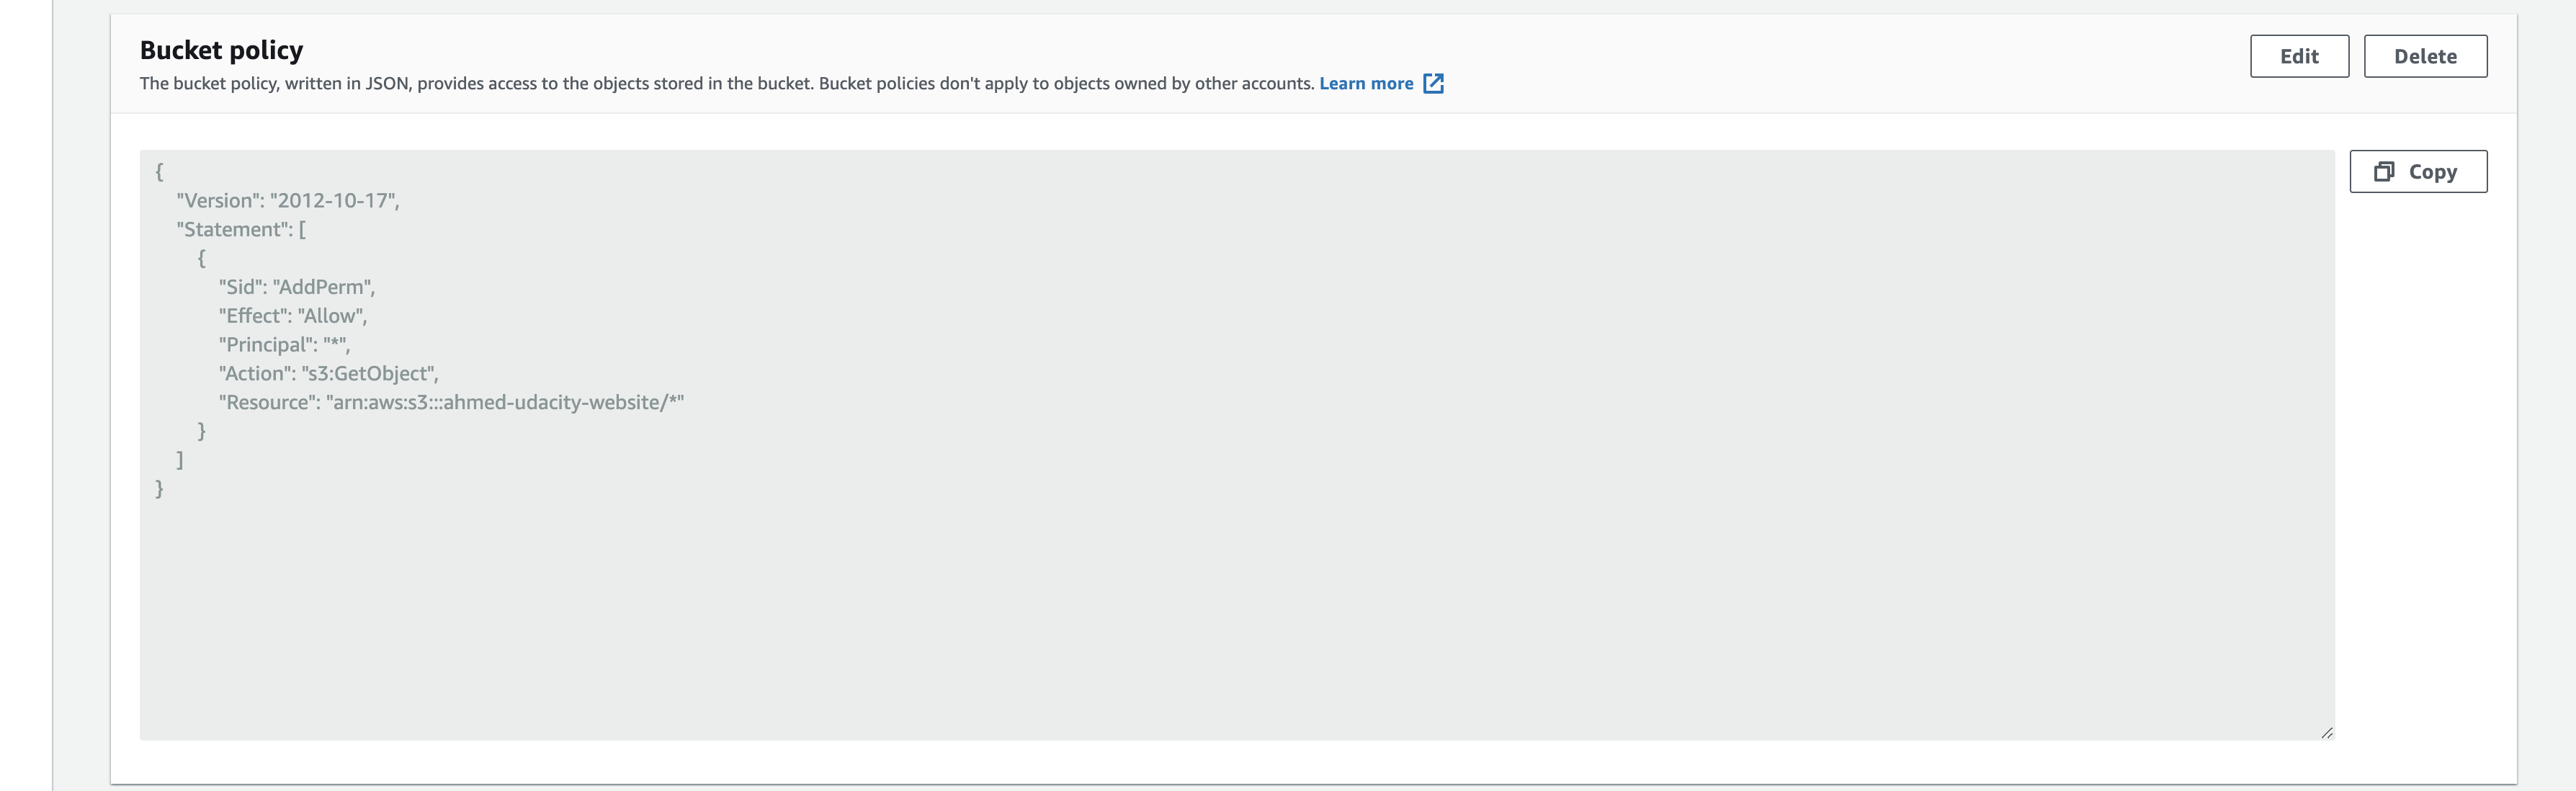 Bucket policy
Edit
Delete
The bucket policy, written in JSON, provides access to the objects stored in the bucket. Bucket policies don't apply to objects owned by other accounts. Learn more
Copy
{
"Version": "2012-10-17",
"Statement": [
{
"Sid": "AddPerm",
"Effect": "Allow",
"Principal": "*",
"Action": "s3:GetObject",
"Resource": "arn:aws:s3:::ahmed-udacity-website/*"
}
]
}